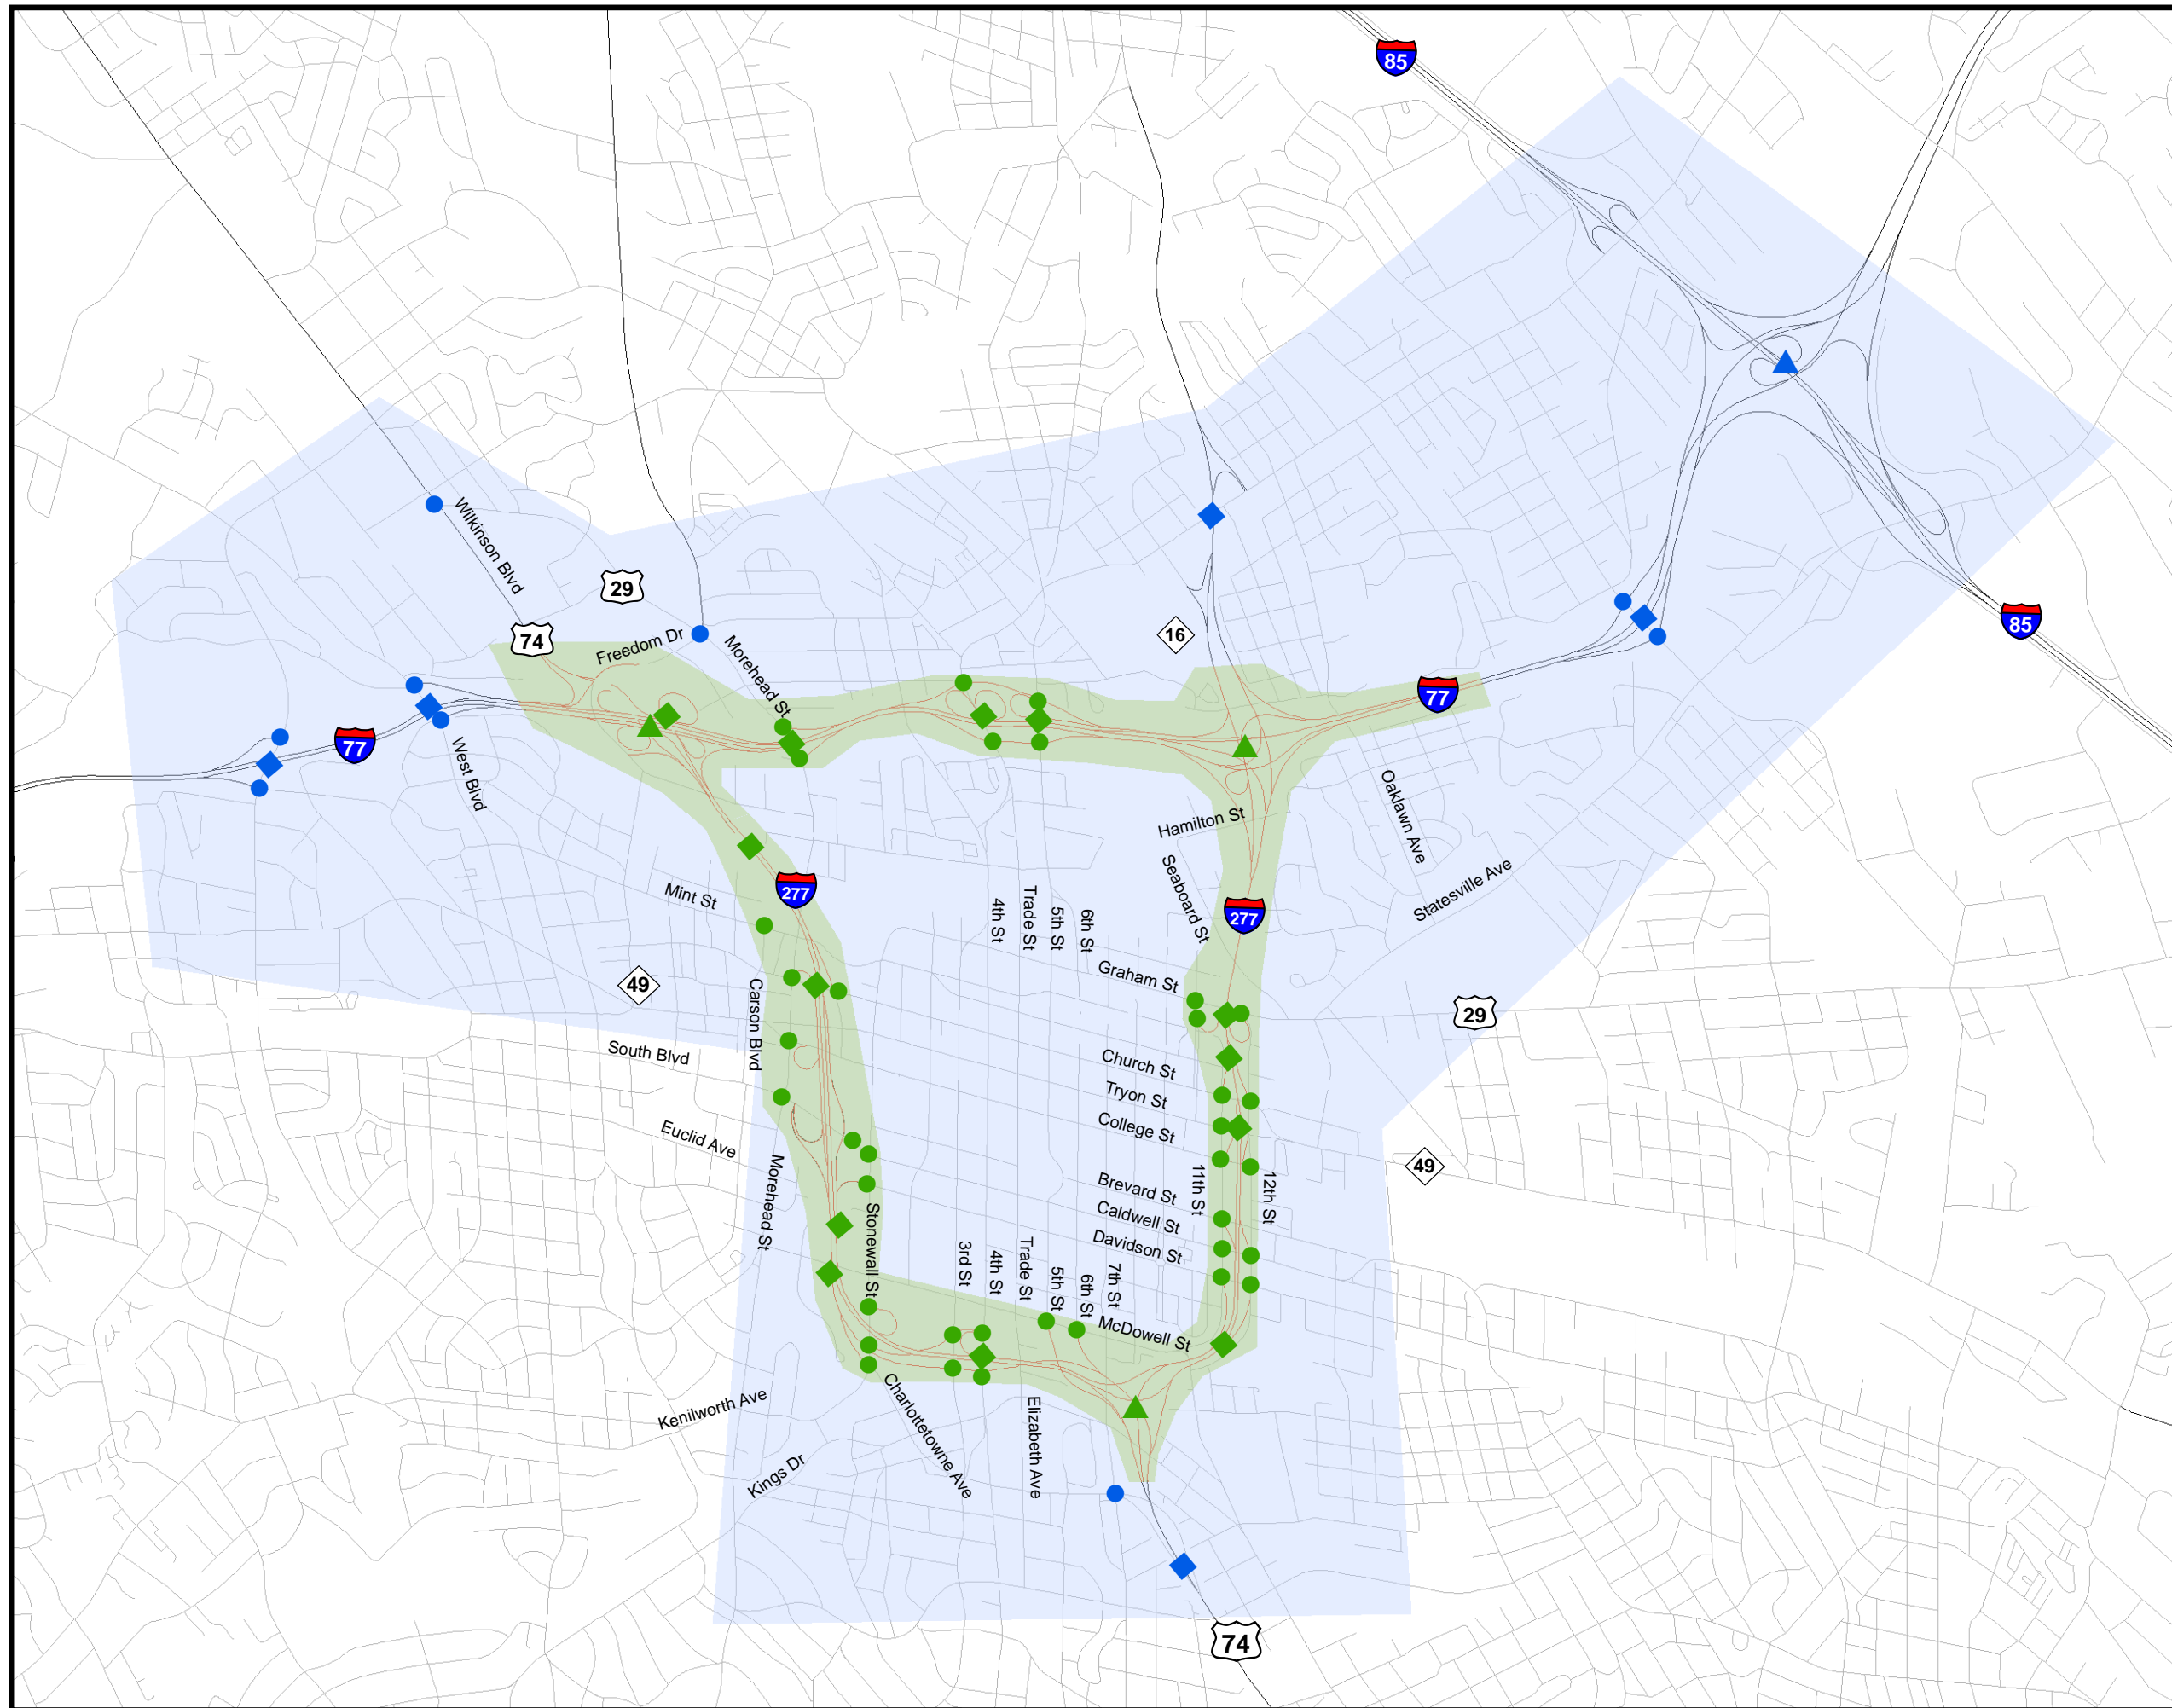 85
Wilkinson Blvd
29
74
Freedom Dr
Morehead St
16
85
77
77
West Blvd
Hamilton St
Oaklawn Ave
Seaboard St
Statesville Ave
Mint St
277
277
4th St
Trade St
5th St
6th St
Graham St
49
Carson Blvd
29
South Blvd
Church St
Tryon St
College St
Euclid Ave
Morehead St
11th St
12th St
49
Brevard St
Caldwell St
Davidson St
Stonewall St
3rd St
4th St
Trade St
5th St
6th St
7th St
McDowell St
Kenilworth Ave
Charlottetowne Ave
Elizabeth Ave
Kings Dr
74